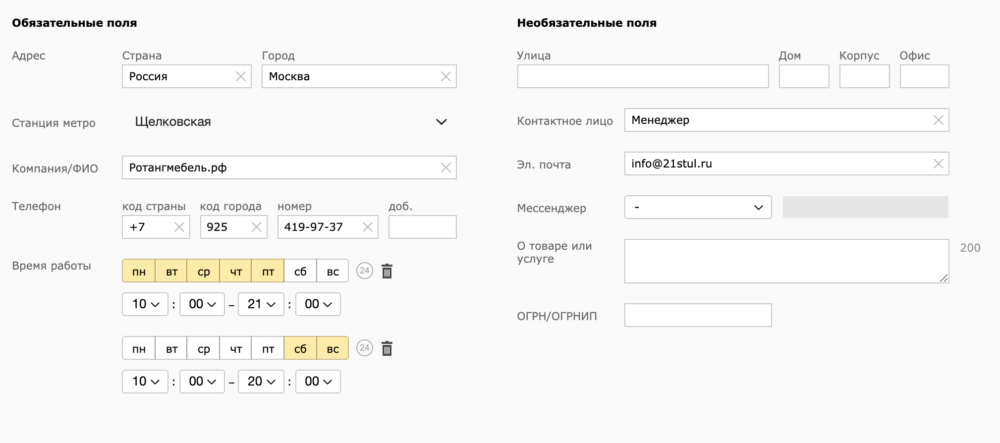 Обязательные поля
Адрес
Страна
Город
Россия
Москва
Станция метро
Щелковская
Компания/ФИО
Ротангмебель.рф
Телефон
код страны
код города
номер
доб.
+7
925
419-97-37
Время работы
пн вт ср чт пт сб вс 24
10 : 00 – 21 : 00
пн вт ср чт пт сб вс 24
10 : 00 – 20 : 00
Необязательные поля
Улица
Дом
Корпус
Офис
Контактное лицо
Менеджер
Эл. почта
info@21stul.ru
Мессенджер
-
О товаре или
услуге
200
ОГРН/ОГРНИП